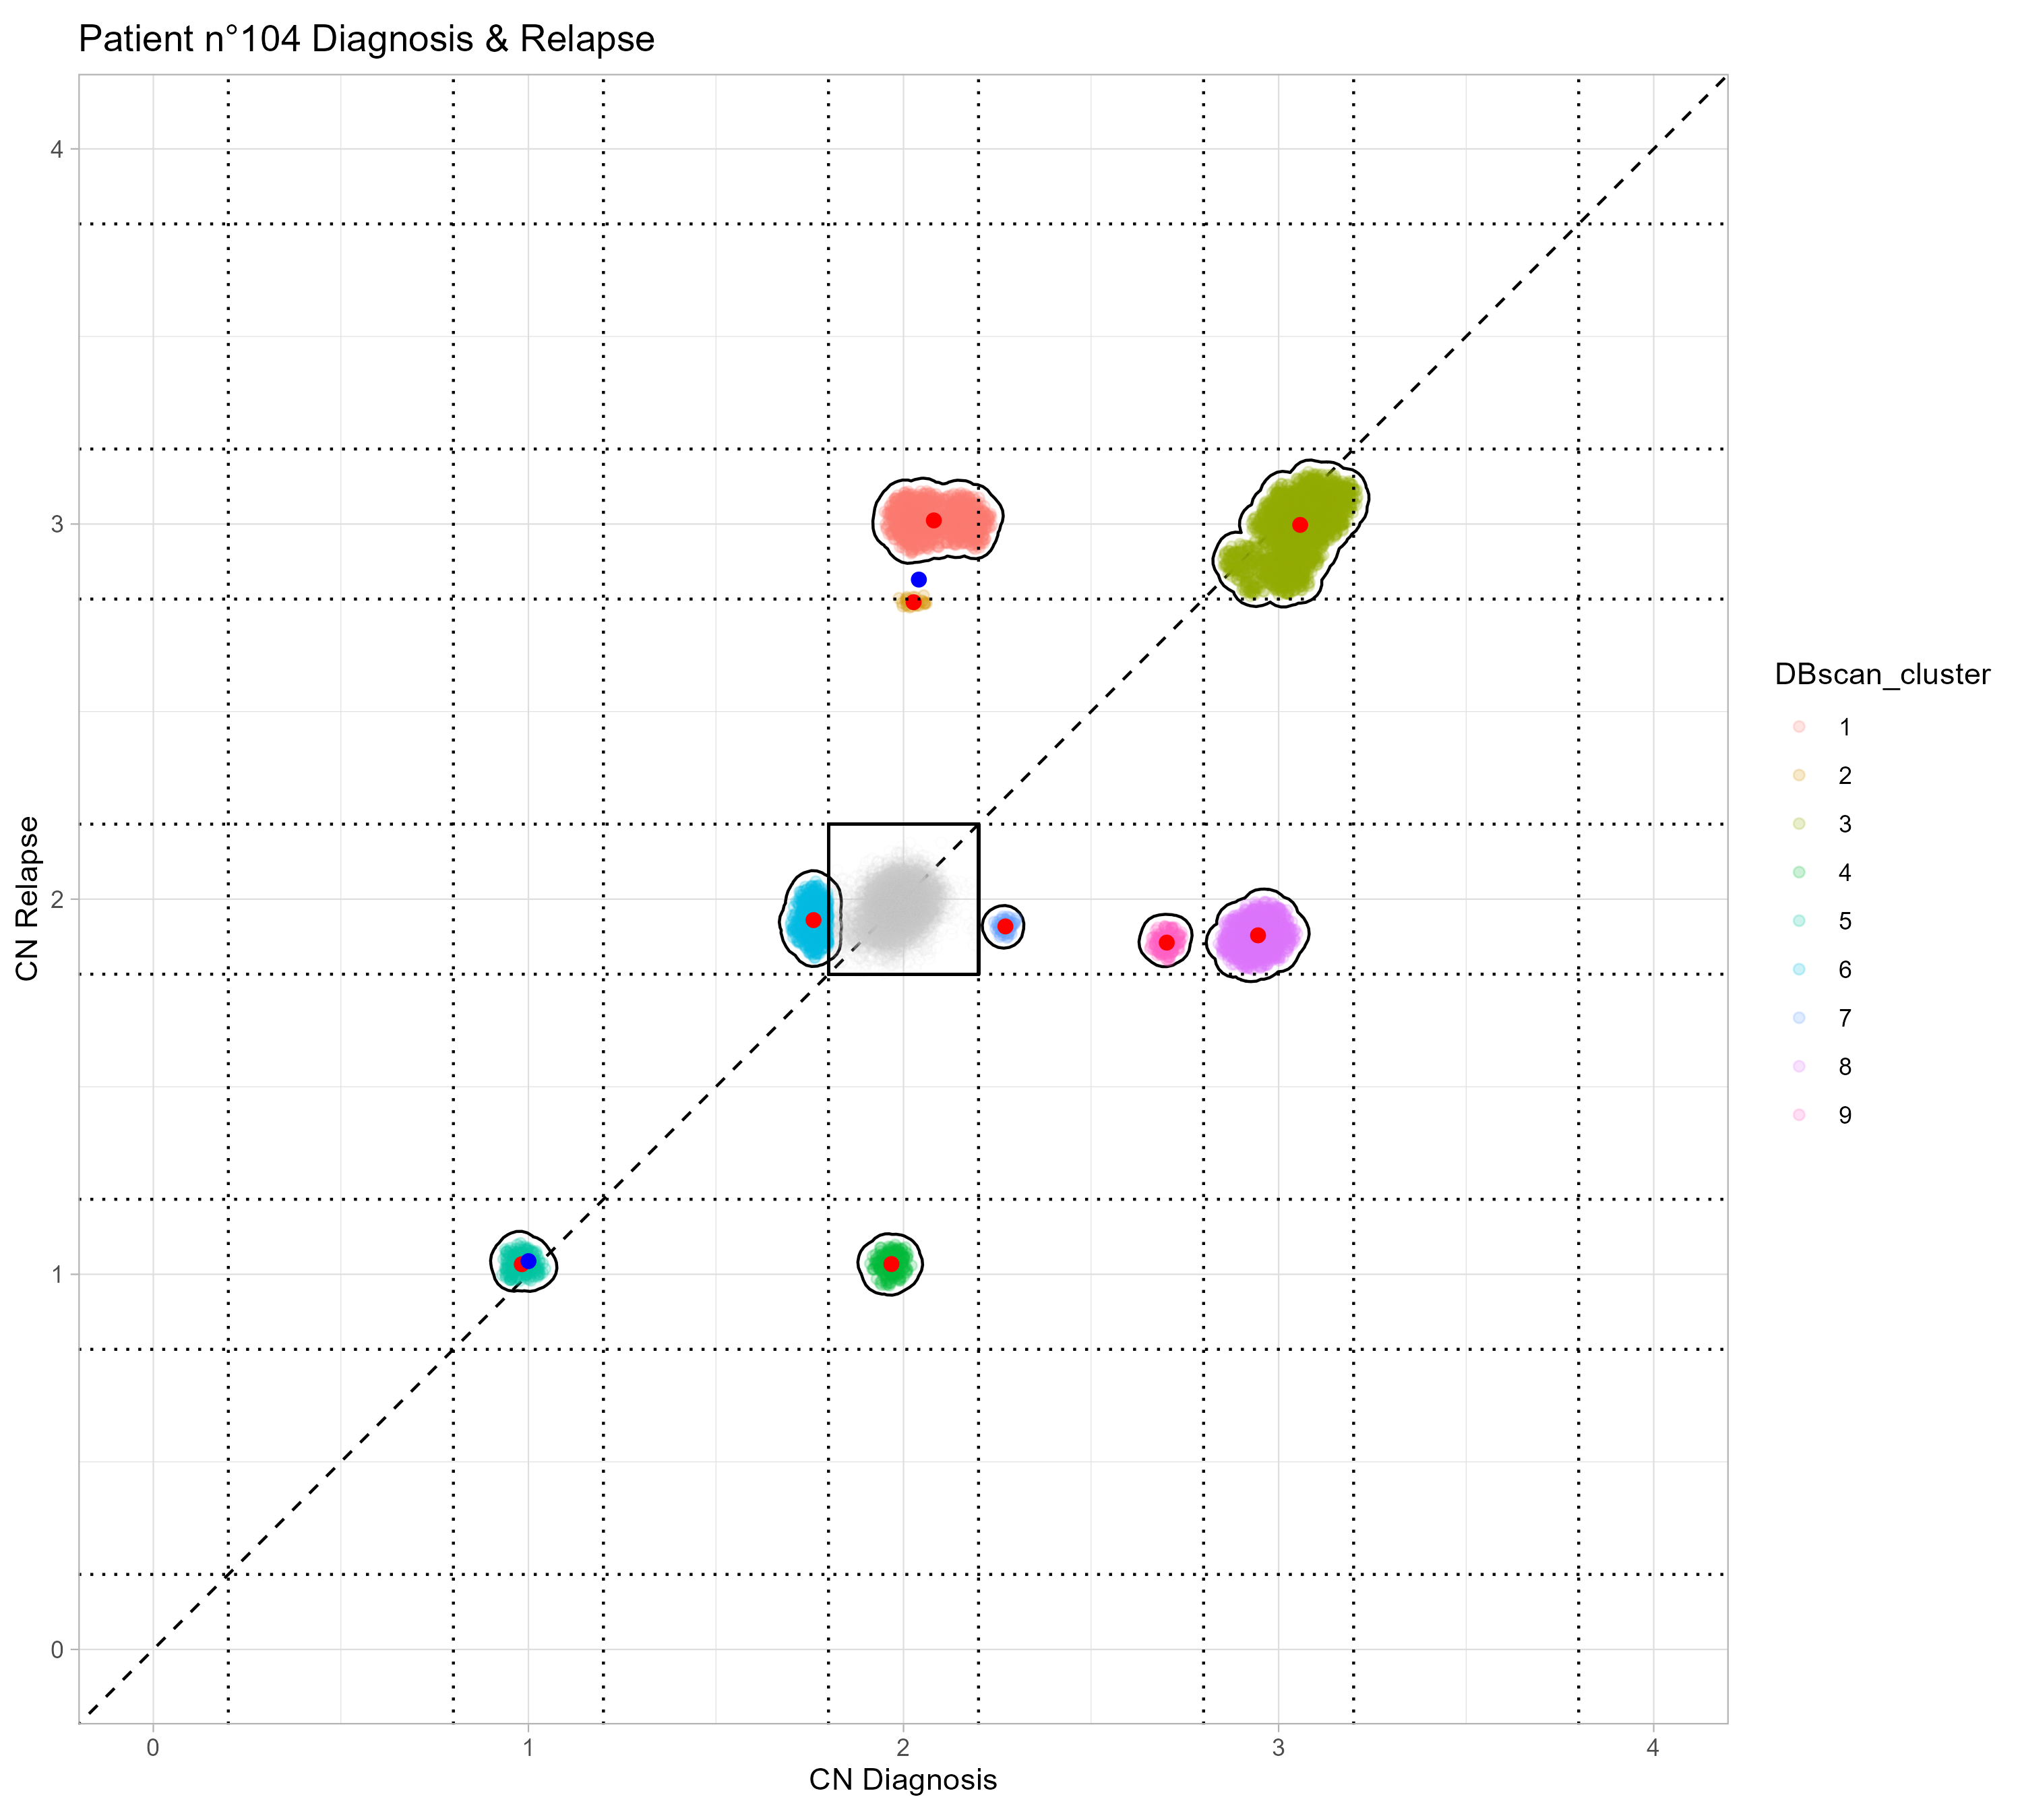 Patient n°104 Diagnosis & Relapse
4
3
2
1
0
CN Relapse
0 1 2 3 4
CN Diagnosis
DBscan_cluster
1
2
3
4
5
6
7
8
9